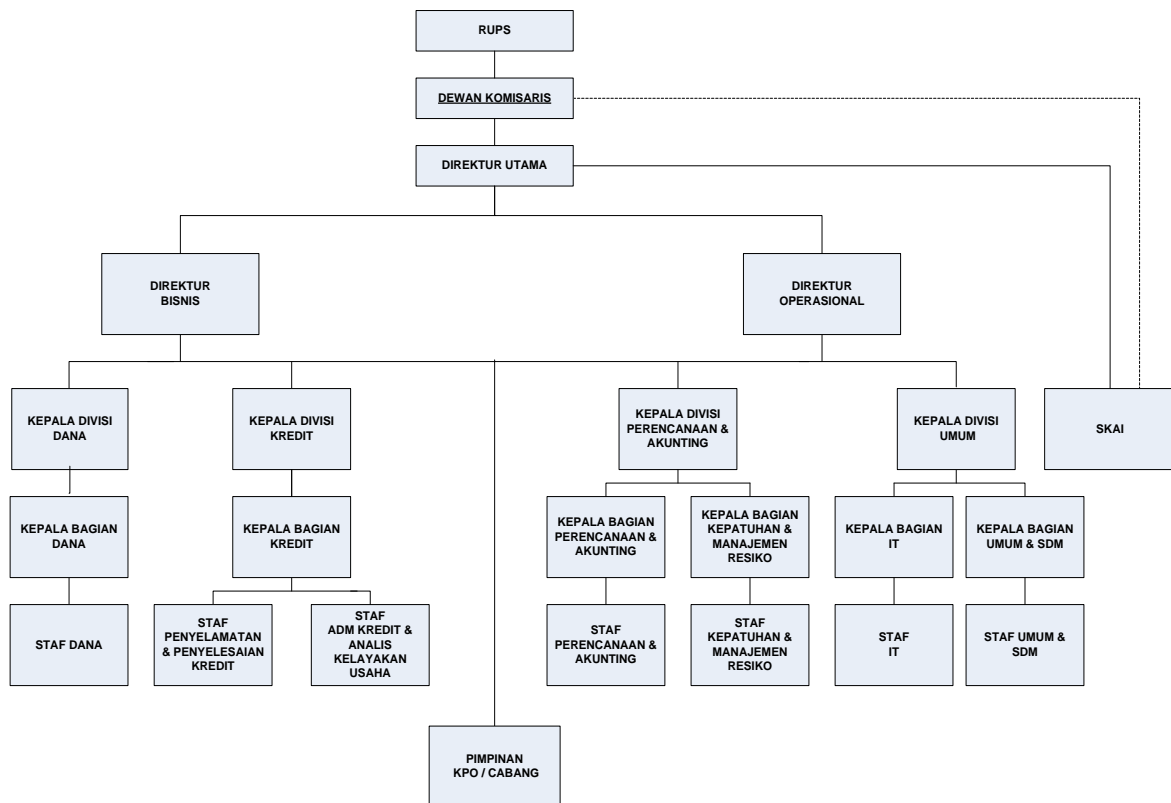 RUPS
DEWAN KOMISARIS
DIREKTUR UTAMA
DIREKTUR
BISNIS
DIREKTUR
OPERASIONAL
KEPALA DIVISI
DANA
KEPALA DIVISI
KREDIT
KEPALA DIVISI
PERENCANAAN &
AKUNTING
KEPALA DIVISI
UMUM
SKAI
KEPALA BAGIAN
DANA
KEPALA BAGIAN
KREDIT
KEPALA BAGIAN
PERENCANAAN &
AKUNTING
KEPALA BAGIAN
KEPATUHAN &
MANAJEMEN
RESIKO
KEPALA BAGIAN
IT
KEPALA BAGIAN
UMUM & SDM
STAF DANA
STAF
PENYELAMATAN
& PENYELESAIAN
KREDIT
STAF
ADM KREDIT &
ANALIS
KELAYAKAN
USAHA
STAF
PERENCANAAN &
AKUNTING
STAF
KEPATUHAN &
MANAJEMEN
RESIKO
STAF
IT
STAF UMUM &
SDM
PIMPINAN
KPO / CABANG